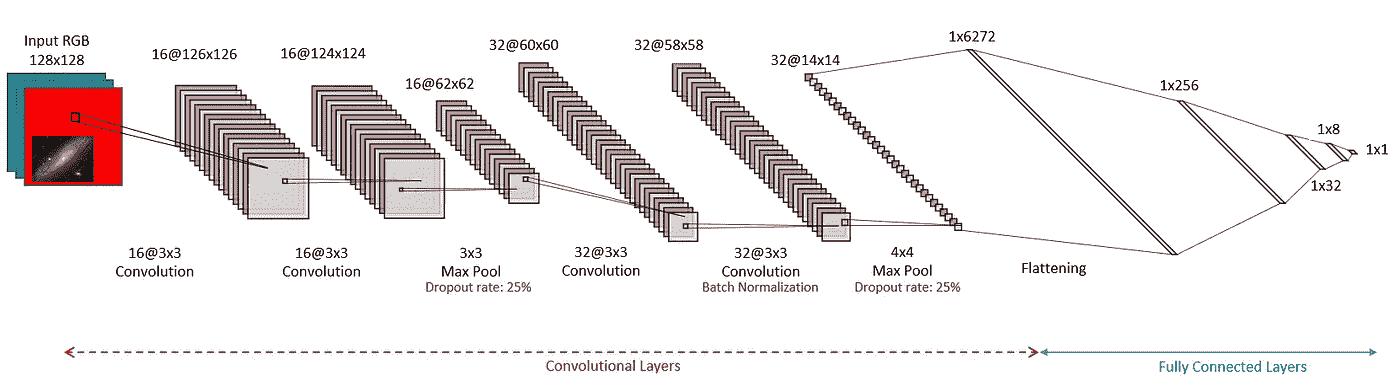 Input RGB
128x128
16@126x126
16@124x124
16@62x62
32@60x60
32@58x58
32@14x14
1x6272
1x256
1x8
1x1
1x32
16@3x3
Convolution
16@3x3
Convolution
3x3
Max Pool
Dropout rate: 25%
32@3x3
Convolution
32@3x3
Convolution
Batch Normalization
4x4
Max Pool
Dropout rate: 25%
Flattening
Convolutional Layers
Fully Connected Layers